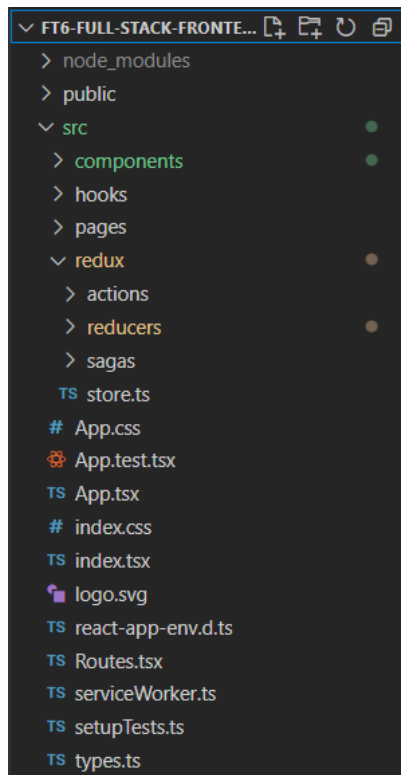 FT6-FULL-STACK-FRONTE...
node_modules
public
src
components
hooks
pages
redux
actions
reducers
sagas
TS store.ts
# App.css
App.test.tsx
TS App.tsx
# index.css
TS index.tsx
logo.svg
TS react-app-env.d.ts
TS Routes.tsx
TS serviceWorker.ts
TS setupTests.ts
TS types.ts